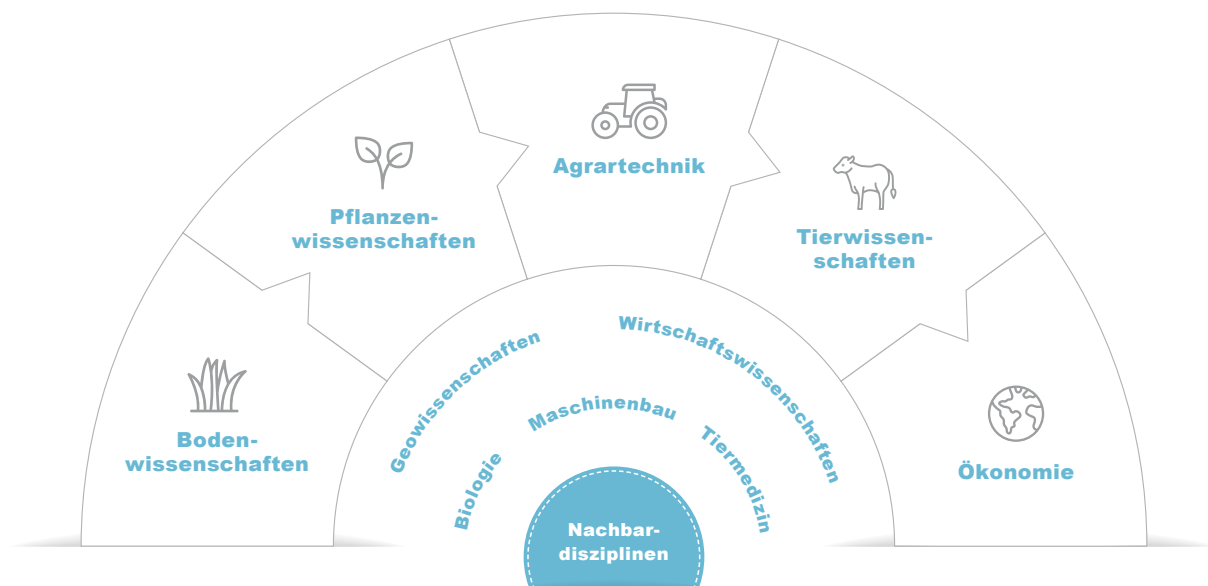 Agrartechnik
Pflanzen-
wissenschaften
Tierwissen-
schaften
Boden-
wissenschaften
Ökonomie
Geowissenschaften
Wirtschaftswissenschaften
Maschinenbau
Biologie
Tiermedizin
Nachbar-
disziplinen